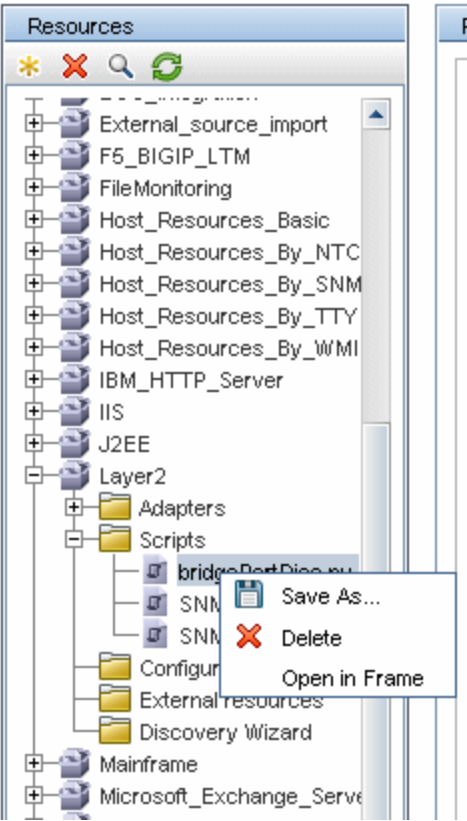 Resources
External_source_import
F5_BIGIP_LTM
FileMonitoring
Host_Resources_Basic
Host_Resources_By_NTC
Host_Resources_By_SNM
Host_Resources_By_TTY
Host_Resources_By_WMI
IBM_HTTP_Server
IIS
J2EE
Layer2
Adapters
Scripts
Save As...
SNM
Delete
SNM
Configur
Open in Frame
External resources
Discovery Wizard
Mainframe
Microsoft_Exchange_Serve